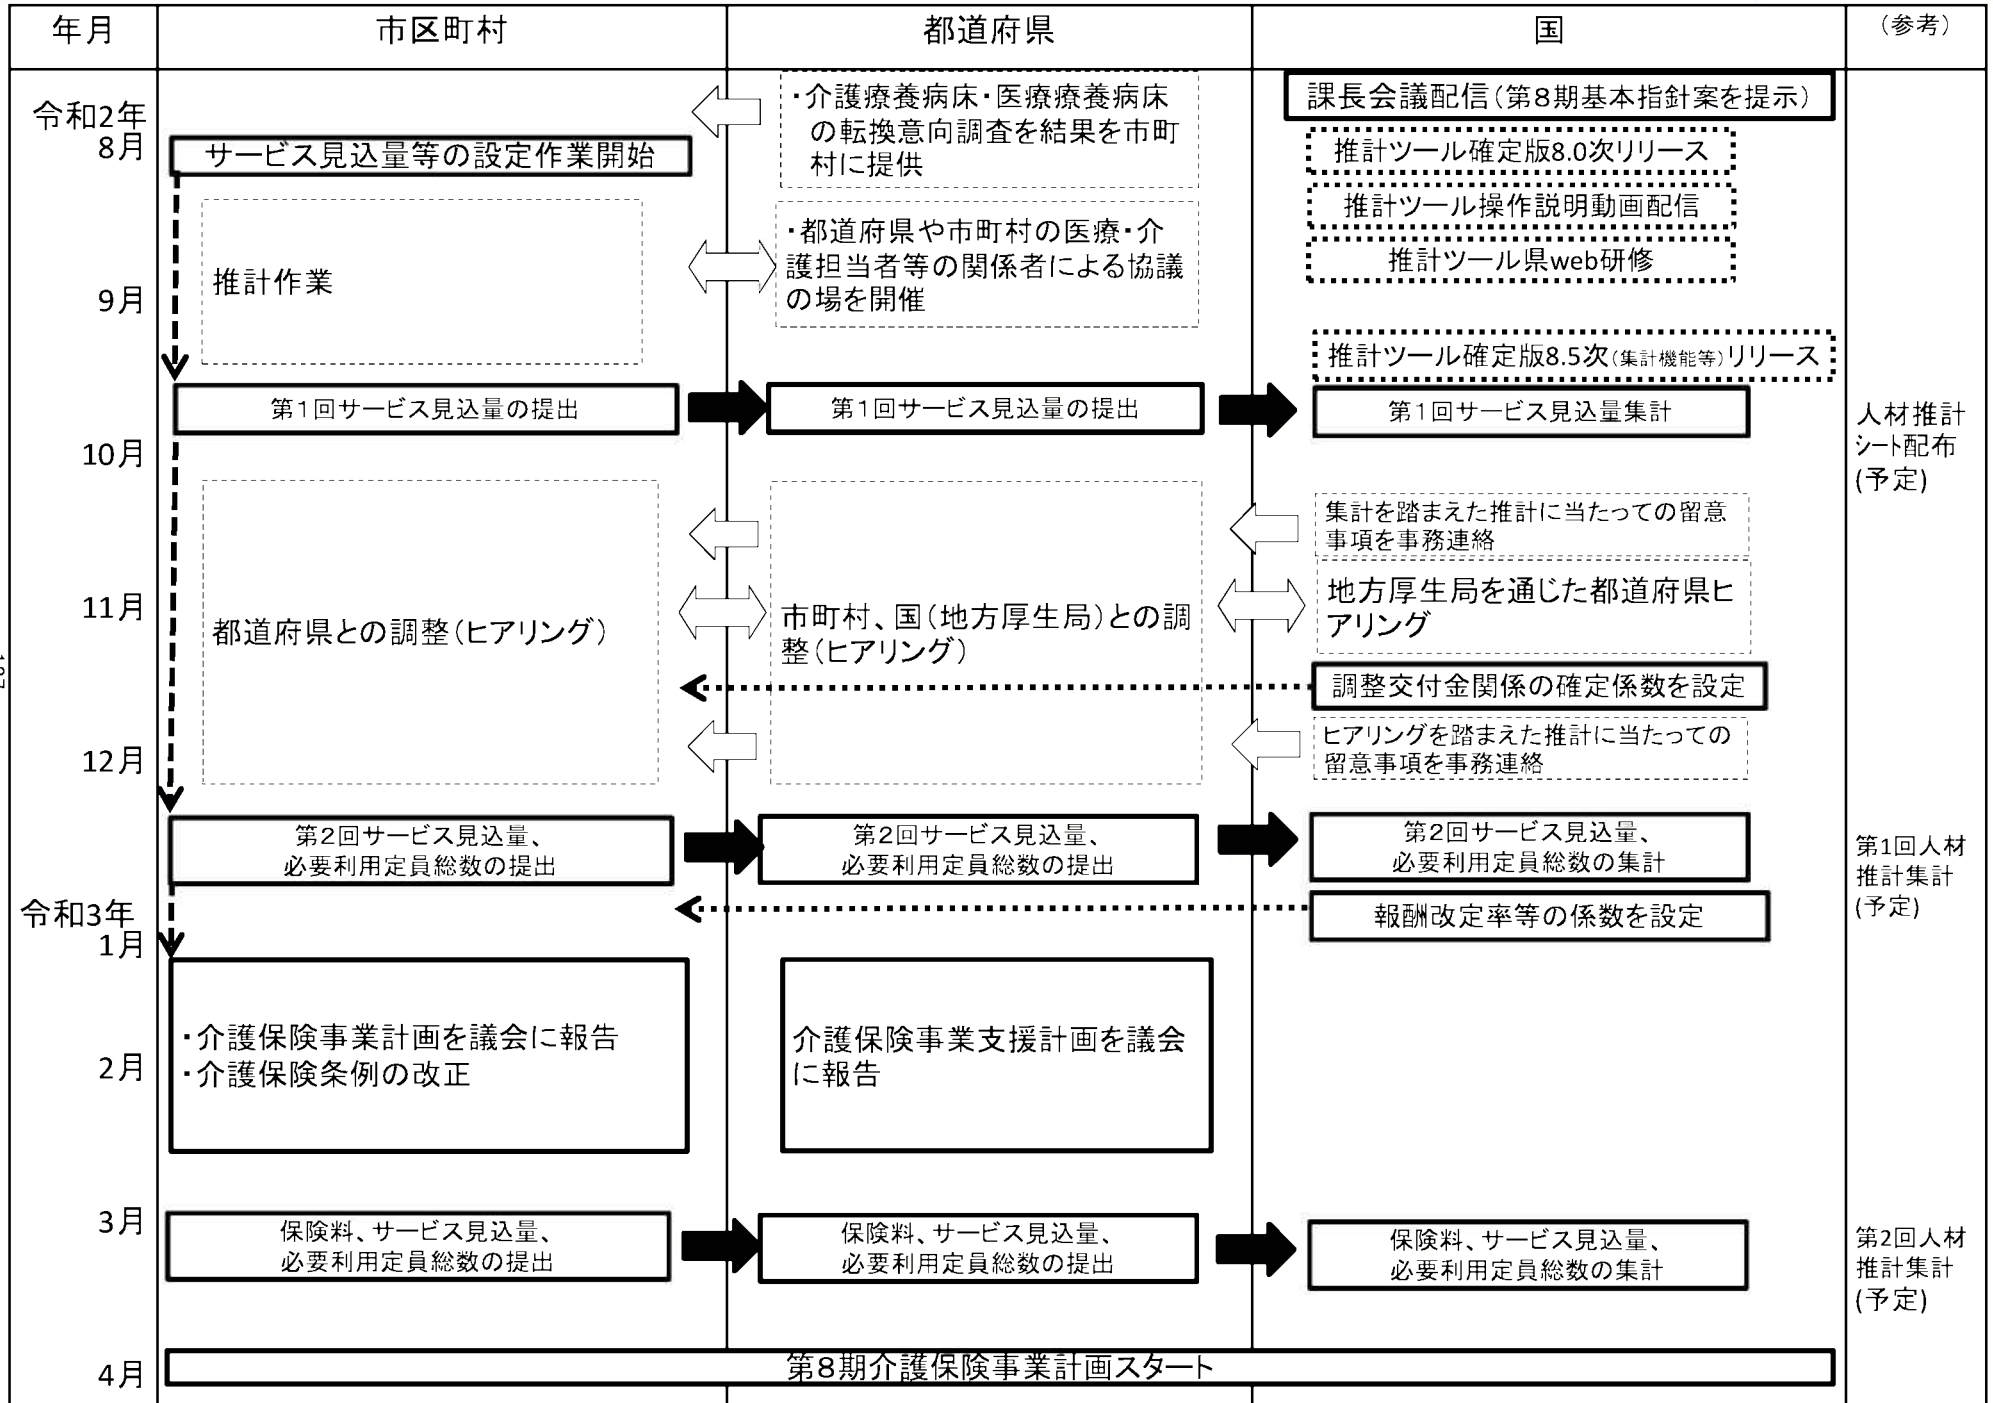 年月
市区町村
都道府県
国
（参考）
令和2年
8月
9月
10月
11月
12月
令和3年
1月
2月
3月
4月
サービス見込量等の設定作業開始
推計作業
第１回サービス見込量の提出
都道府県との調整（ヒアリング）
第２回サービス見込量、
必要利用定員総数の提出
・介護保険事業計画を議会に報告
・介護保険条例の改正
保険料、サービス見込量、
必要利用定員総数の提出
・介護療養病床・医療療養病床
の転換意向調査を結果を市町
村に提供
・都道府県や市町村の医療・介
護担当者等の関係者による協議
の場を開催
第１回サービス見込量の提出
市町村、国（地方厚生局）との調
整（ヒアリング）
第２回サービス見込量、
必要利用定員総数の提出
介護保険事業支援計画を議会
に報告
保険料、サービス見込量、
必要利用定員総数の提出
課長会議配信（第８期基本指針案を提示）
推計ツール確定版8.0次リリース
推計ツール操作説明動画配信
推計ツール県web研修
推計ツール確定版8.5次（集計機能等）リリース
第１回サービス見込量集計
集計を踏まえた推計に当たっての留意
事項を事務連絡
地方厚生局を通じた都道府県ヒ
アリング
調整交付金関係の確定係数を設定
ヒアリングを踏まえた推計に当たっての
留意事項を事務連絡
第２回サービス見込量、
必要利用定員総数の集計
報酬改定率等の係数を設定
保険料、サービス見込量、
必要利用定員総数の集計
人材推計
シート配布
(予定)
第1回人材
推計集計
(予定)
第2回人材
推計集計
(予定)
第８期介護保険事業計画スタート